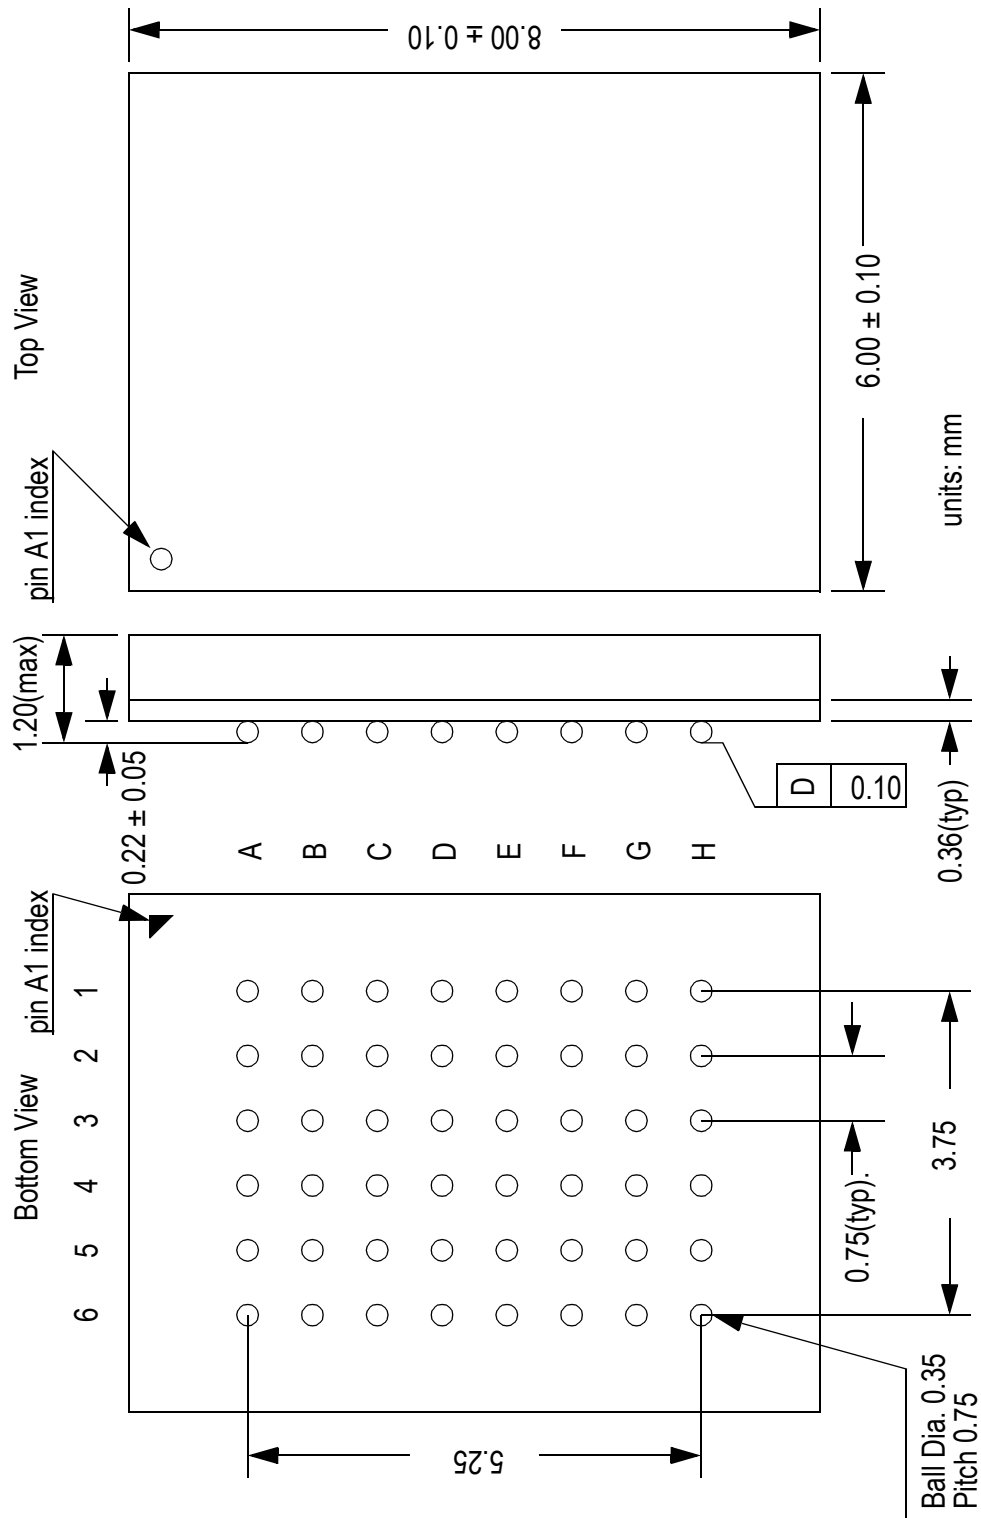 Top View
pin A1 index
8.00 ± 0.10
6.00 ± 0.10
units: mm
1.20(max)
0.22 ± 0.05
D 0.10
0.36(typ)
Bottom View
pin A1 index
1 2 3 4 5 6
A
B
C
D
E
F
G
H
0.75(typ).
3.75
5.25
Ball Dia. 0.35
Pitch 0.75